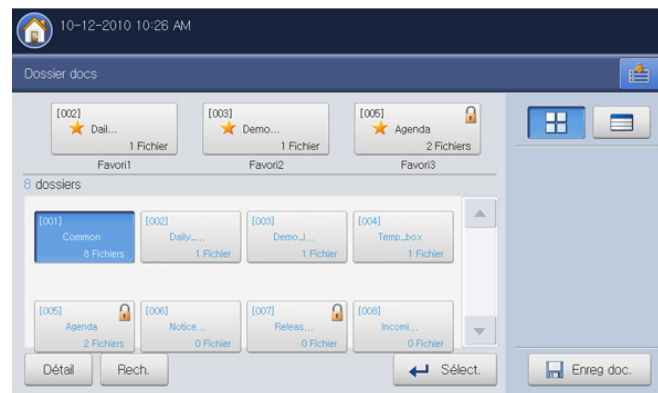 10-12-2010 10:26 AM
Dossier docs
[002] [003] [005]
Dail... Demo... Agenda
1 Fichier 1 Fichier 2 Fichiers
Favori1 Favori2 Favori3
8 dossiers
[001] [002] [003] [004]
Common Daily_... Demo_i... Temp_box
8 Fichiers 1 Fichier 1 Fichier 1 Fichier
[005] [006] [007] [008]
Agenda Notice... Releas... Incomi...
2 Fichiers 0 Fichier 0 Fichier 0 Fichier
Détail Rech. Sélect. Enreg doc.